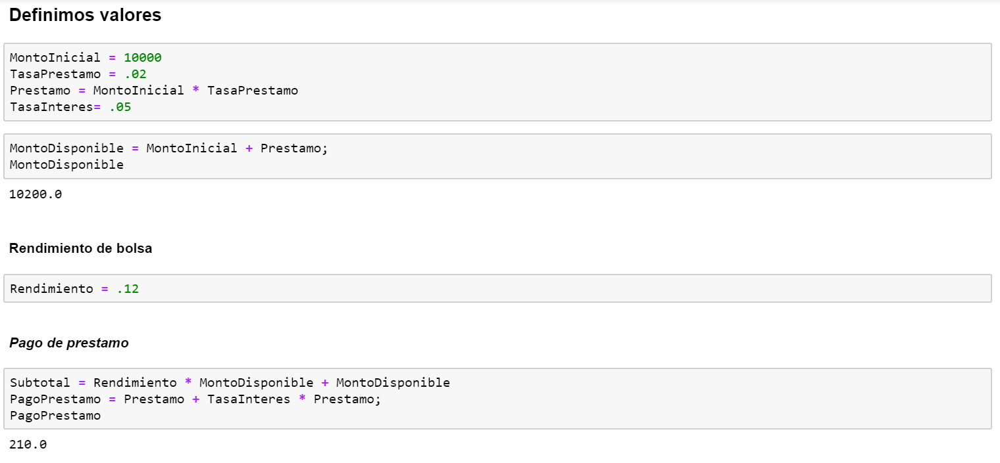 Definimos valores
MontoInicial = 10000
TasaPrestamo = .02
Prestamo = MontoInicial * TasaPrestamo
TasaInteres= .05
MontoDisponible = MontoInicial + Prestamo;
MontoDisponible
10200.0
Rendimiento de bolsa
Rendimiento = .12
Pago de prestamo
Subtotal = Rendimiento * MontoDisponible + MontoDisponible
PagoPrestamo = Prestamo + TasaInteres * Prestamo;
PagoPrestamo
210.0